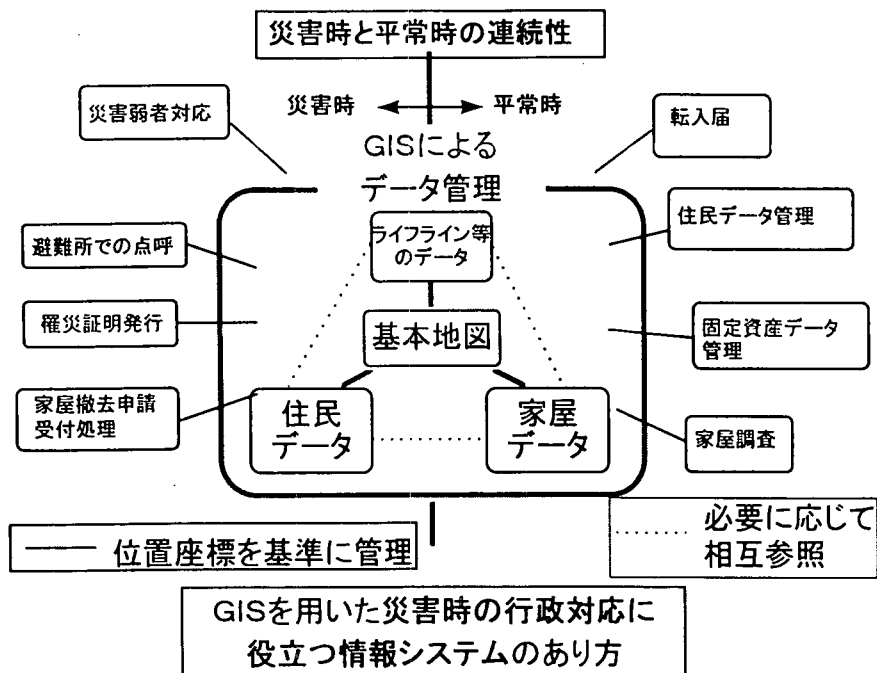 災害時と平常時の連続性
災害時
平常時
災害弱者対応
転入届
GISによる
データ管理
住民データ管理
ライフライン等
のデータ
避難所での点呼
罹災証明発行
基本地図
固定資産データ
管理
家屋撤去申請
受付処理
住民
データ
家屋
データ
家屋調査
位置座標を基準に管理
必要に応じて
相互参照
GISを用いた災害時の行政対応に
役立つ情報システムのあり方